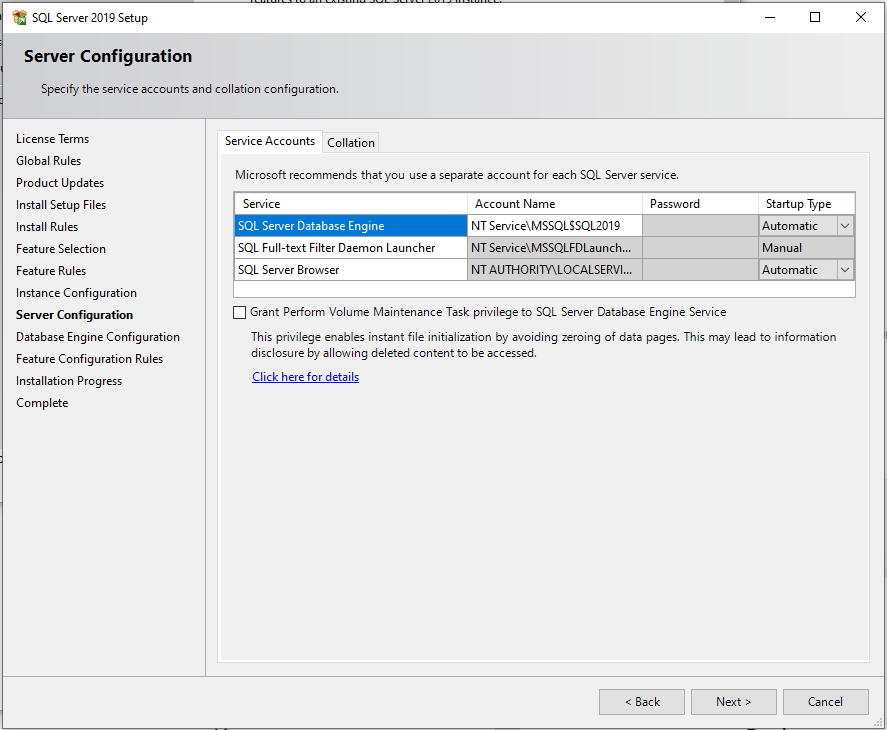 SQL Server 2019 Setup
Server Configuration
Specify the service accounts and collation configuration.
License Terms
Global Rules
Product Updates
Install Setup Files
Install Rules
Feature Selection
Feature Rules
Instance Configuration
Server Configuration
Database Engine Configuration
Feature Configuration Rules
Installation Progress
Complete
Service Accounts Collation
Microsoft recommends that you use a separate account for each SQL Server service.
Service Account Name Password Startup Type
SQL Server Database Engine NT Service\MSSQL$SQL2019 Automatic
SQL Full-text Filter Daemon Launcher NT Service\MSSQLFDLaunch... Manual
SQL Server Browser NT AUTHORITY\LOCALSERVI... Automatic
Grant Perform Volume Maintenance Task privilege to SQL Server Database Engine Service
This privilege enables instant file initialization by avoiding zeroing of data pages. This may lead to information
disclosure by allowing deleted content to be accessed.
Click here for details
< Back Next > Cancel